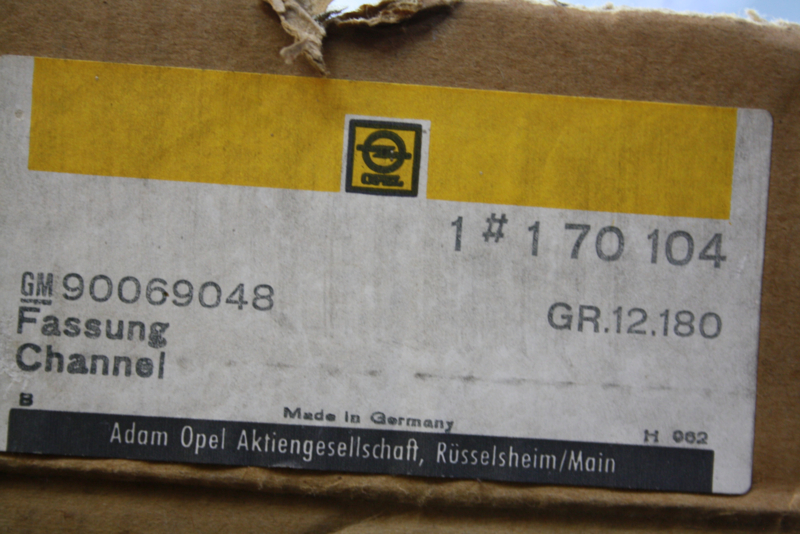 OPEL
1 # 1 70 104
GM 90069048
GR.12.180
Fassung
Channel
B
Made in Germany
H 062
Adam Opel Aktiengesellschaft, Rüsselsheim/Main